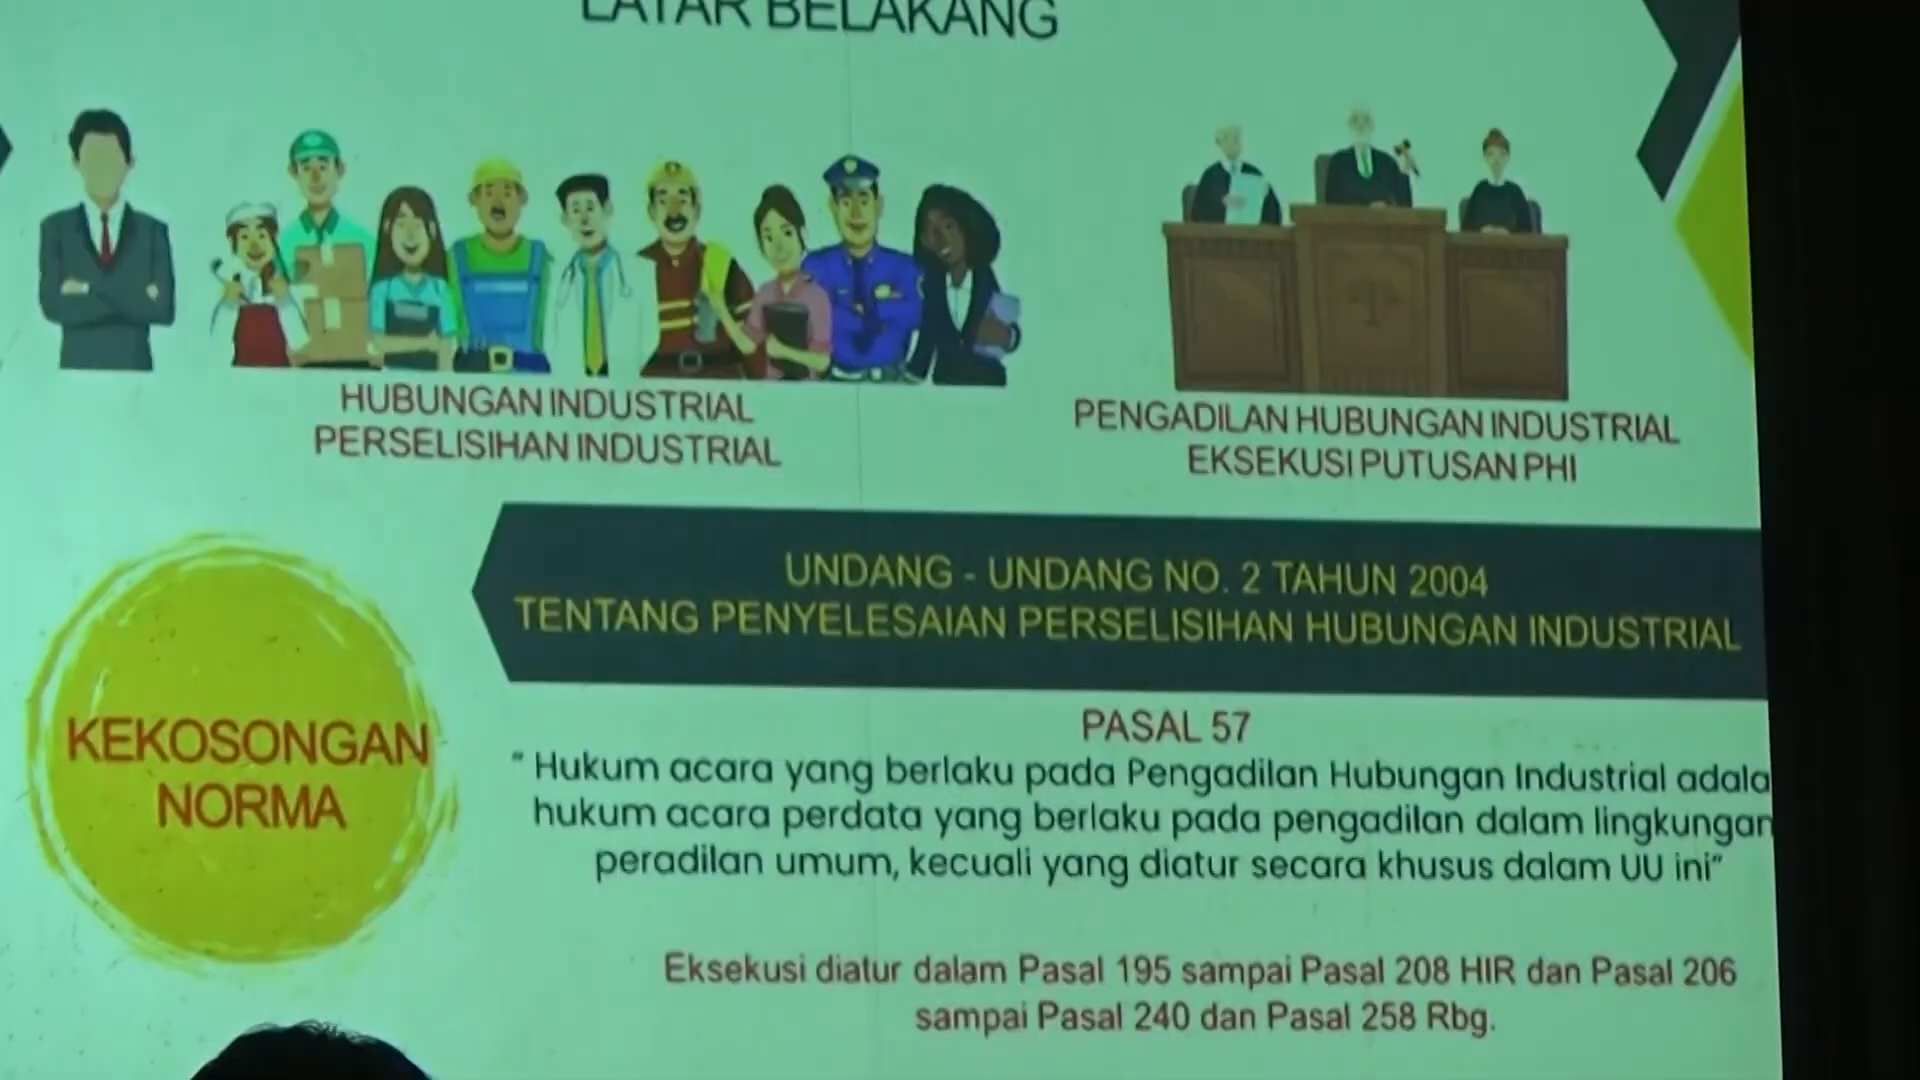 LATAR BELAKANG
HUBUNGAN INDUSTRIAL
PERSELISIHAN INDUSTRIAL
PENGADILAN HUBUNGAN INDUSTRIAL
EKSEKUSI PUTUSAN PHI
UNDANG - UNDANG NO. 2 TAHUN 2004
TENTANG PENYELESAIAN PERSELISIHAN HUBUNGAN INDUSTRIAL
KEKOSONGAN
NORMA
PASAL 57
“ Hukum acara yang berlaku pada Pengadilan Hubungan Industrial adala
hukum acara perdata yang berlaku pada pengadilan dalam lingkungan
peradilan umum, kecuali yang diatur secara khusus dalam UU ini”
Eksekusi diatur dalam Pasal 195 sampai Pasal 208 HIR dan Pasal 206
sampai Pasal 240 dan Pasal 258 Rbg.